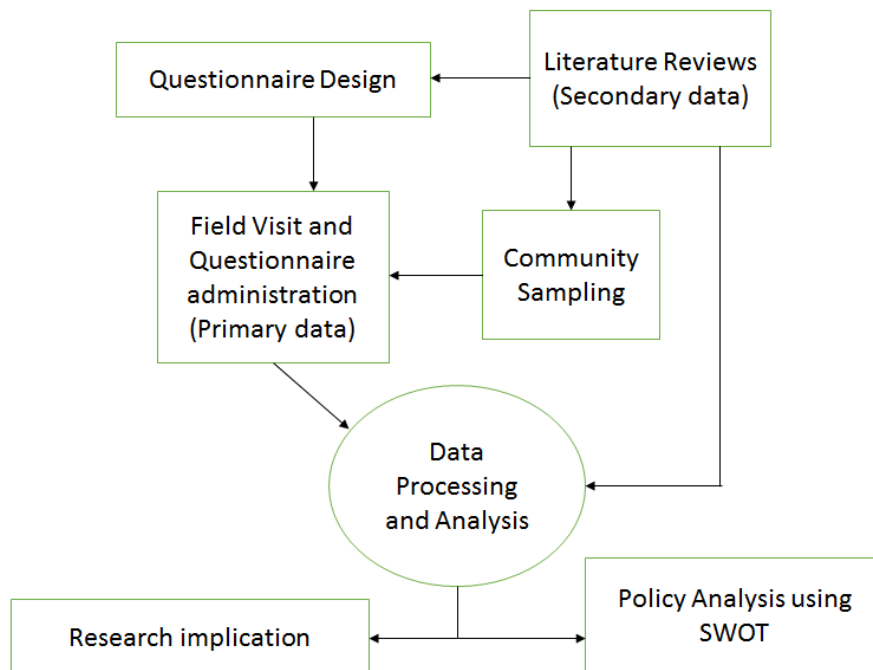 Questionnaire Design
Literature Reviews
(Secondary data)
Field Visit and
Questionnaire
administration
(Primary data)
Community
Sampling
Data
Processing
and Analysis
Research implication
Policy Analysis using
SWOT